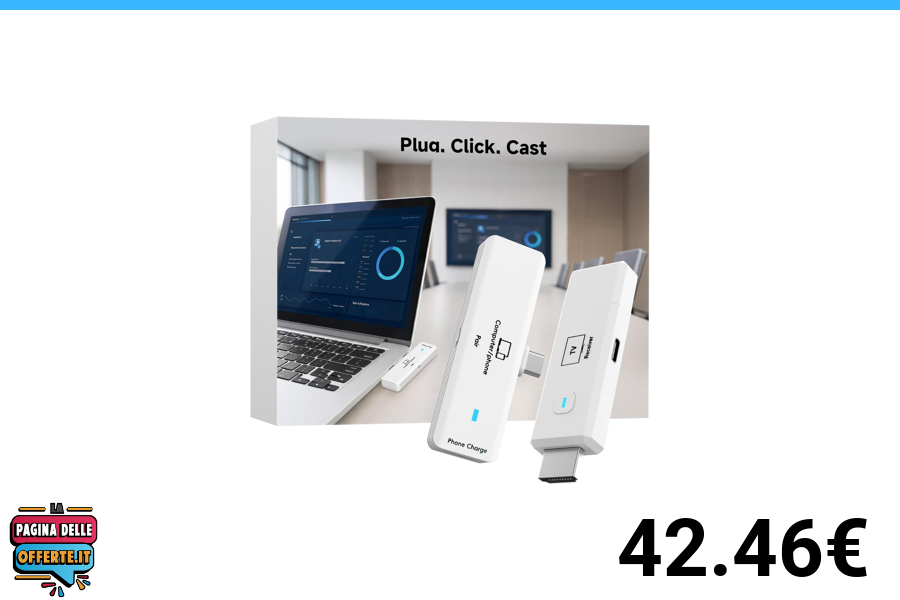 Plug. Click. Cast
Computer/phone
Pair
TV
Phone Charge
LA
PAGINA DELLE
OFFERTE.IT
42.46€